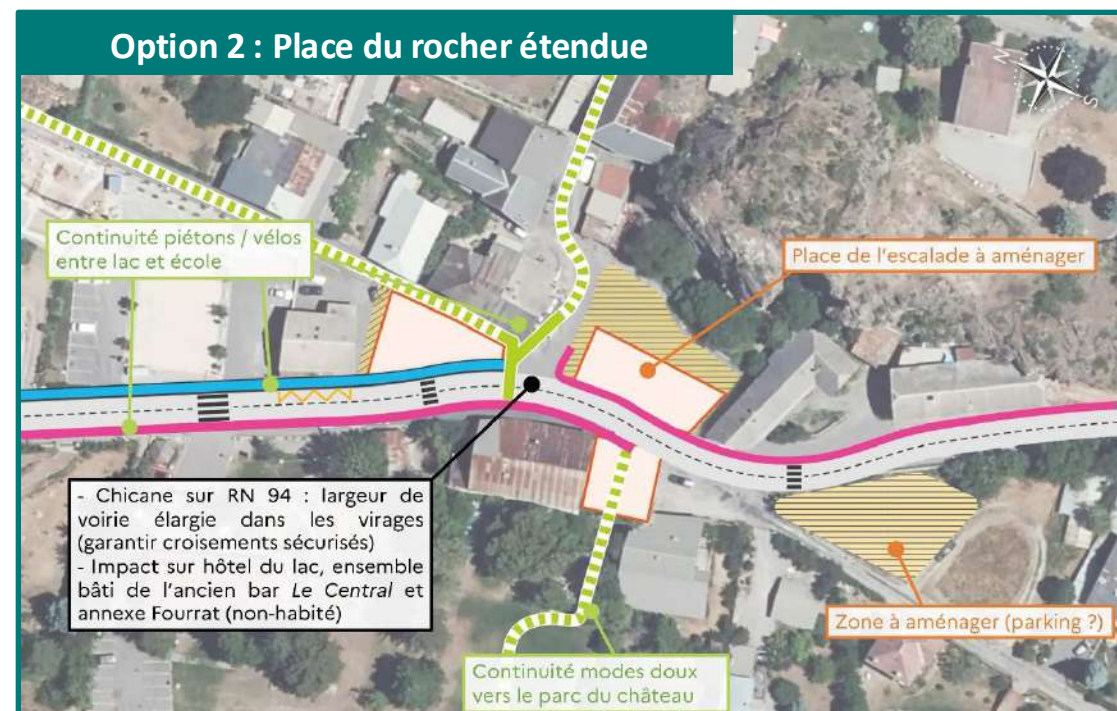 Option 2 : Place du rocher étendue
N
S
Continuité piétons / vélos
entre lac et école
Place de l'escalade à aménager
- Chicane sur RN 94 : largeur de
voirie élargie dans les virages
(garantir croisements sécurisés)
- Impact sur hôtel du lac, ensemble
bâti de l'ancien bar Le Central et
annexe Fourrat (non-habité)
Zone à aménager (parking ?)
Continuité modes doux
vers le parc du château